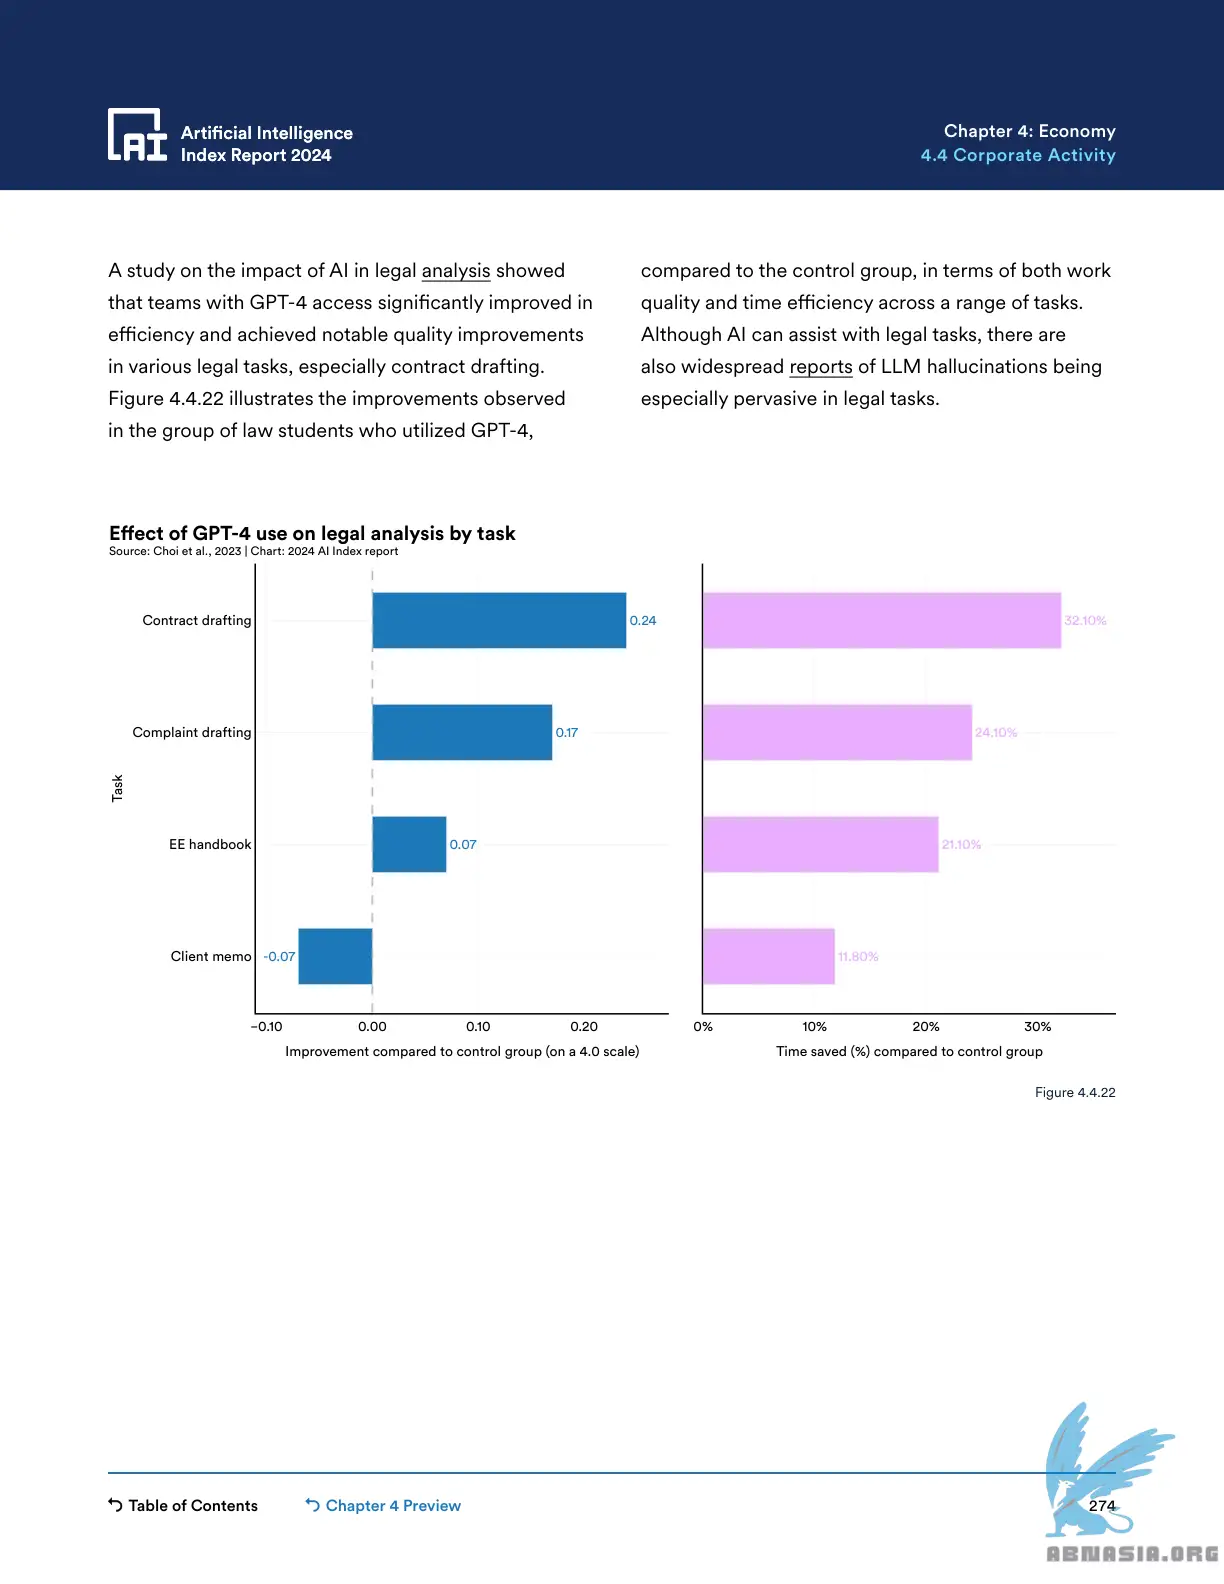 AI Artificial Intelligence
Index Report 2024
Chapter 4: Economy
4.4 Corporate Activity
A study on the impact of AI in legal analysis showed
that teams with GPT-4 access significantly improved in
efficiency and achieved notable quality improvements
in various legal tasks, especially contract drafting.
Figure 4.4.22 illustrates the improvements observed
in the group of law students who utilized GPT-4,
compared to the control group, in terms of both work
quality and time efficiency across a range of tasks.
Although AI can assist with legal tasks, there are
also widespread reports of LLM hallucinations being
especially pervasive in legal tasks.
Effect of GPT-4 use on legal analysis by task
Source: Choi et al., 2023 | Chart: 2024 AI Index report
Task
Contract drafting
0.24
32.10%
Complaint drafting
0.17
24.10%
EE handbook
0.07
21.10%
Client memo
-0.07
11.80%
−0.10 0.00 0.10 0.20
0% 10% 20% 30%
Improvement compared to control group (on a 4.0 scale)
Time saved (%) compared to control group
Figure 4.4.22
Table of Contents
Chapter 4 Preview
274
ABNASIA.ORG